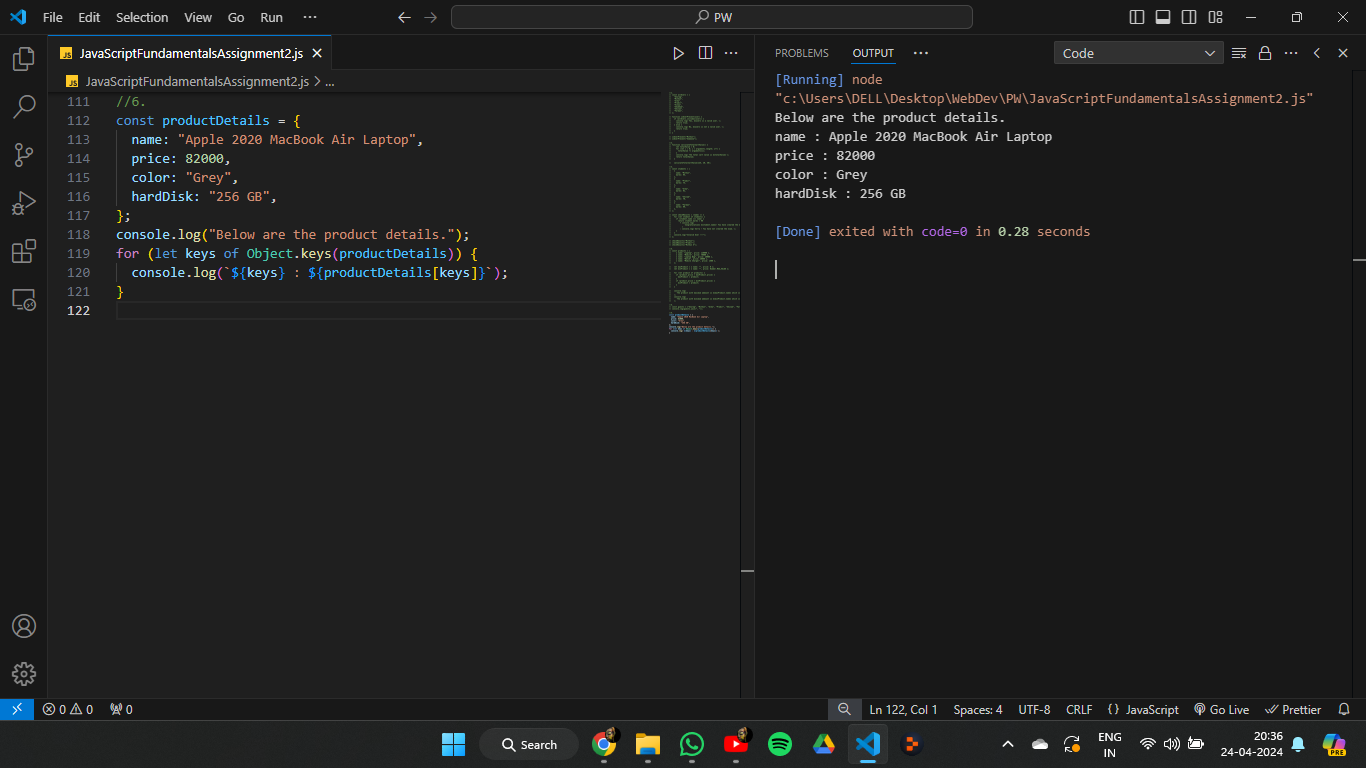 File Edit Selection View Go Run ··· PW
JS JavaScriptFundamentalsAssignment2.js
JS JavaScriptFundamentalsAssignment2.js > ...
111 //6.
112 const productDetails = {
113 name: "Apple 2020 MacBook Air Laptop",
114 price: 82000,
115 color: "Grey",
116 hardDisk: "256 GB",
117 };
118 console.log("Below are the product details.");
119 for (let keys of Object.keys(productDetails)) {
120 console.log(`${keys} : ${productDetails[keys]}`);
121 }
122
PROBLEMS OUTPUT ··· Code
[Running] node
"c:\Users\DELL\Desktop\WebDev\PW\JavaScriptFundamentalsAssignment2.js"
Below are the product details.
name : Apple 2020 MacBook Air Laptop
price : 82000
color : Grey
hardDisk : 256 GB
[Done] exited with code=0 in 0.28 seconds
0 0 0 Ln 122, Col 1 Spaces: 4 UTF-8 CRLF {} JavaScript Go Live Prettier
Search PRE
ENG
IN
20:36
24-04-2024